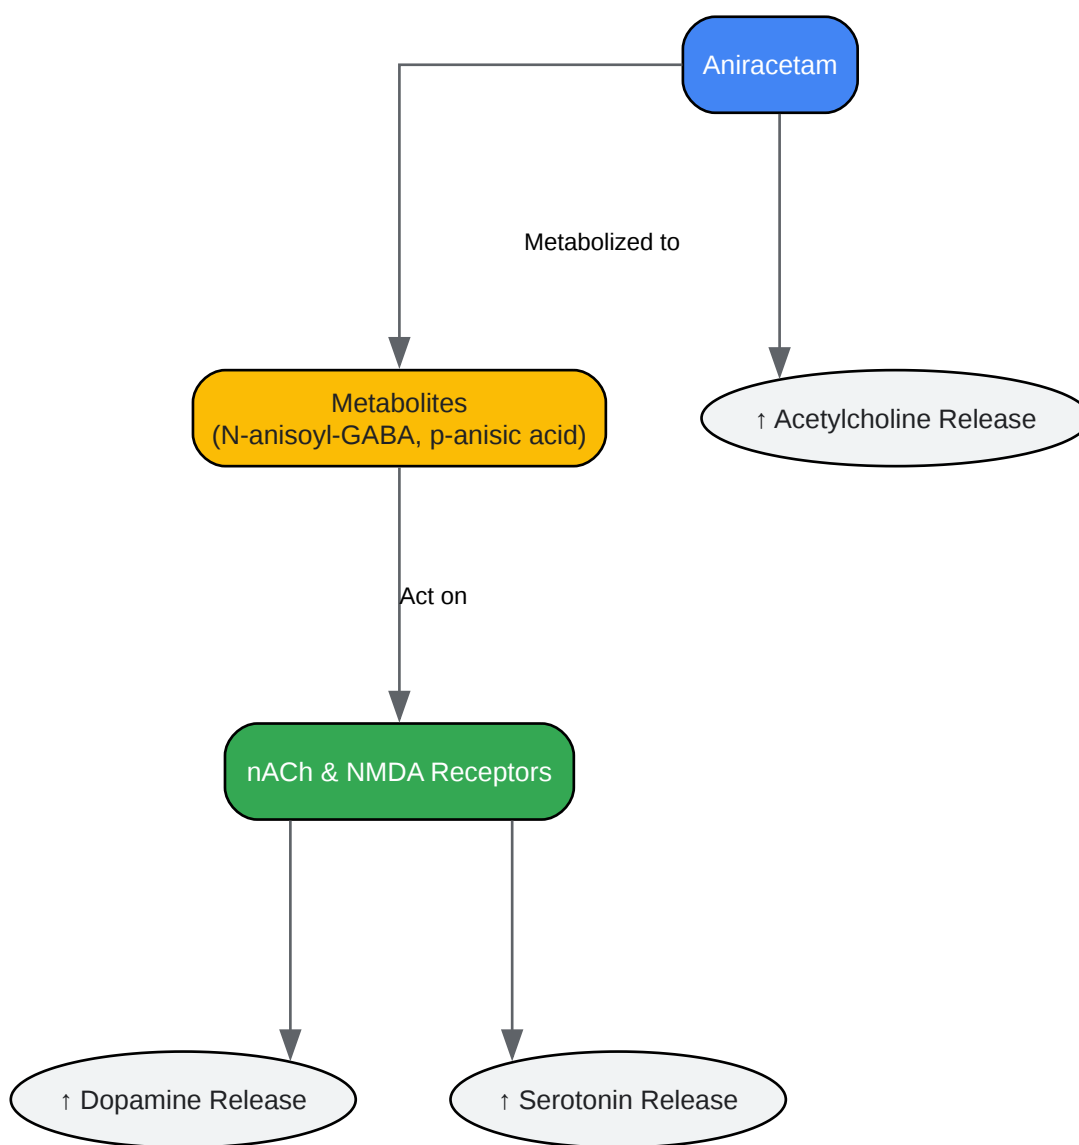 Aniracetam
Metabolized to
Metabolites
(N-anisoyl-GABA, p-anisic acid)
↑ Acetylcholine Release
Act on
nACh & NMDA Receptors
↑ Dopamine Release
↑ Serotonin Release